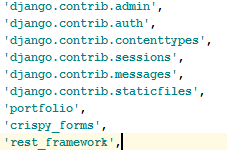 'django.contrib.admin',
'django.contrib.auth',
'django.contrib.contenttypes',
'django.contrib.sessions',
'django.contrib.messages',
'django.contrib.staticfiles',
'portfolio',
'crispy_forms',
'rest_framework',